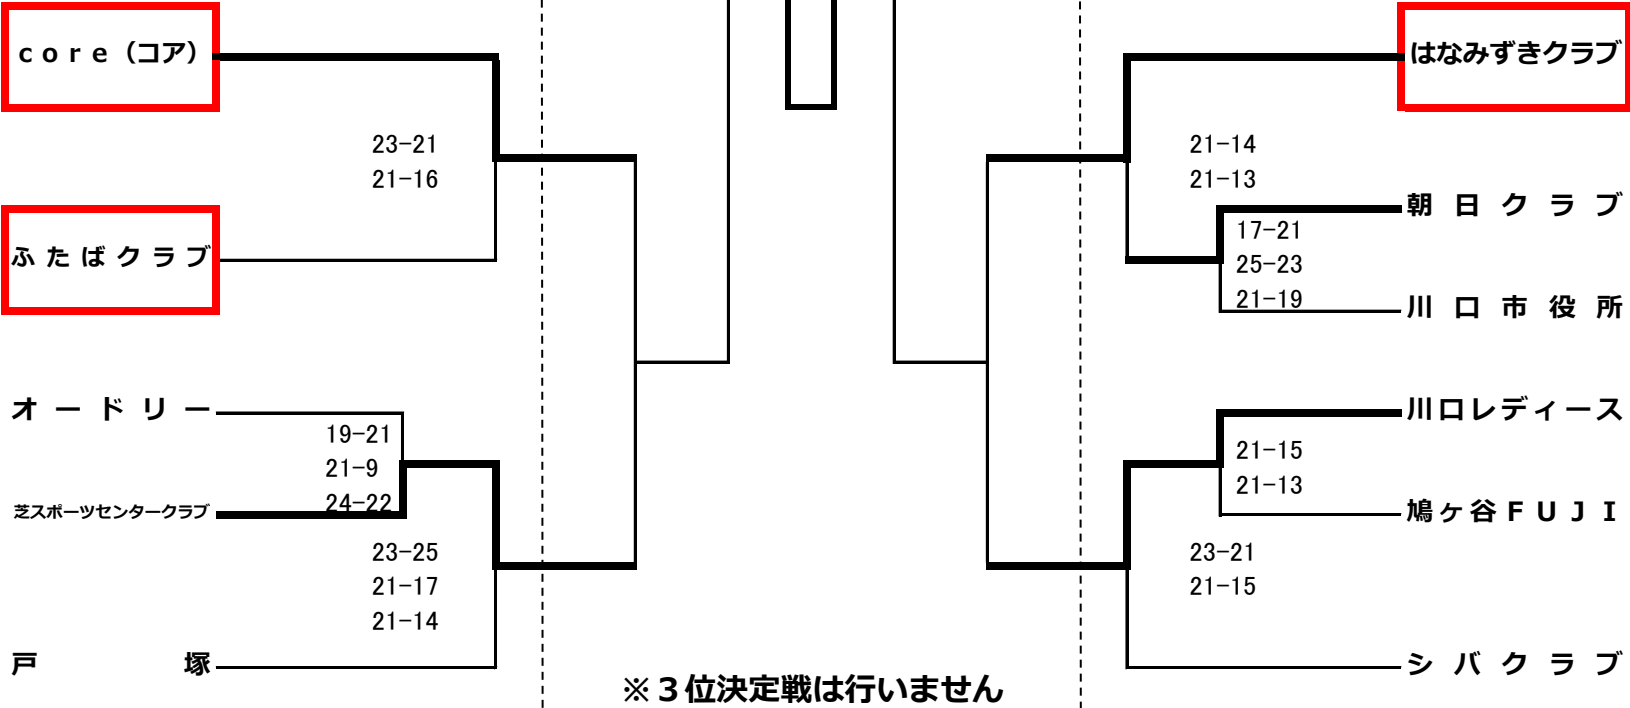 core（コア）
23-21
21-16
ふたばクラブ
オードリー
19-21
21-9
24-22
芝スポーツセンタークラブ
23-25
21-17
21-14
戸塚
はなみずきクラブ
21-14
21-13
朝日クラブ
17-21
25-23
21-19
川口市役所
川口レディース
21-15
21-13
鳩ヶ谷ＦＵＪＩ
23-21
21-15
シバクラブ
※３位決定戦は行いません